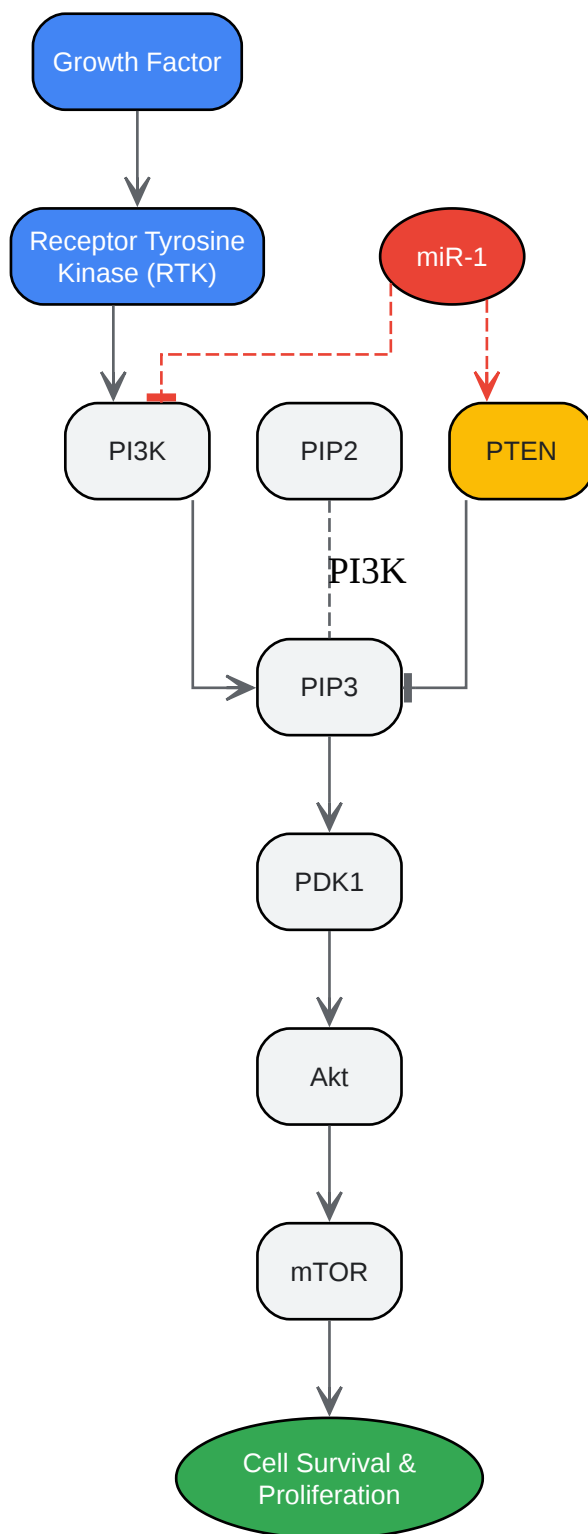 Growth Factor
Receptor Tyrosine
Kinase (RTK)
miR-1
PI3K
PIP2
PTEN
PI3K
PIP3
PDK1
Akt
mTOR
Cell Survival &
Proliferation